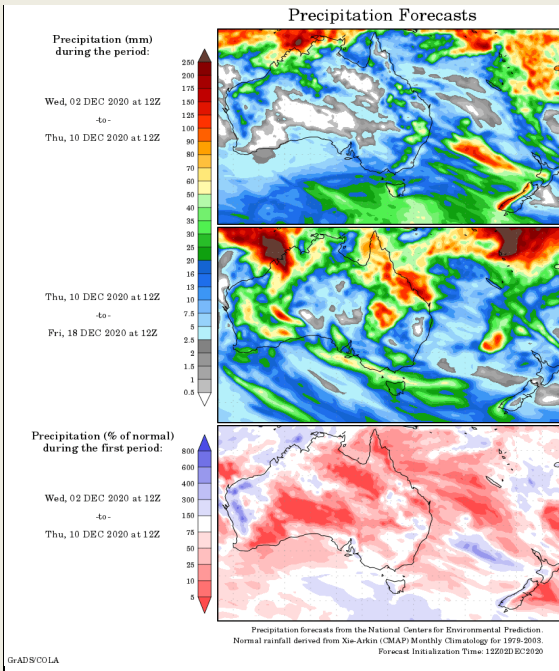 Precipitation Forecasts
Precipitation (mm)
during the period:
Wed, 02 DEC 2020 at 12Z
-to-
Thu, 10 DEC 2020 at 12Z
250
200
175
150
125
100
90
80
70
60
50
40
35
30
25
20
16
13
10
7.5
5
2.5
2
1.5
1
0.5
Thu, 10 DEC 2020 at 12Z
-to-
Fri, 18 DEC 2020 at 12Z
Precipitation (% of normal)
during the first period:
Wed, 02 DEC 2020 at 12Z
-to-
Thu, 10 DEC 2020 at 12Z
800
600
400
300
150
75
50
25
10
5
Precipitation forecasts from the National Centers for Environmental Prediction.
Normal rainfall derived from Xie-Arkin (CMAP) Monthly Climatology for 1979-2003.
Forecast Initialization Time: 12Z02DEC2020
GrADS/COLA